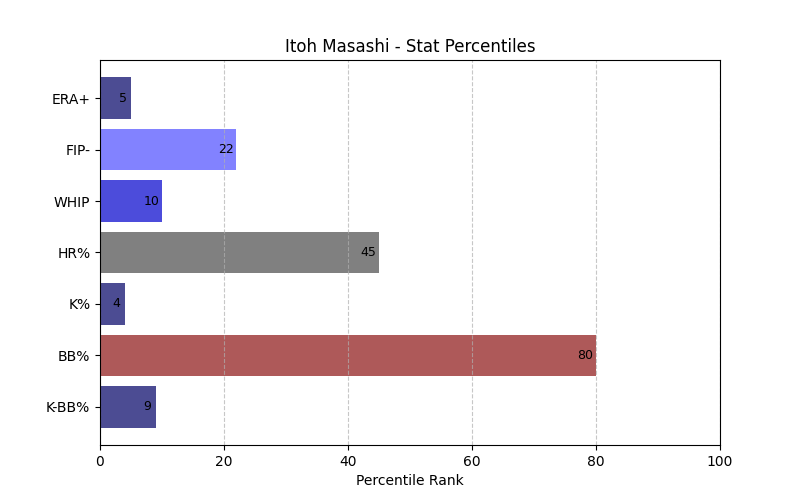 Itoh Masashi - Stat Percentiles
ERA+ 5
FIP- 22
WHIP 10
HR% 45
K% 4
BB% 80
K-BB% 9
0 20 40 60 80 100
Percentile Rank